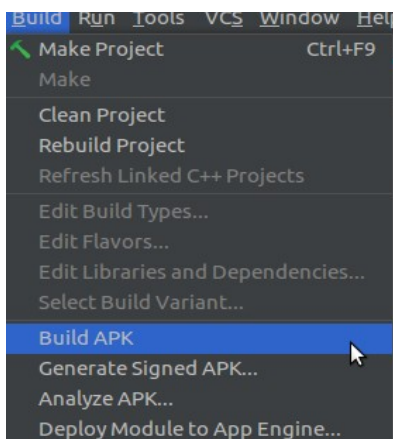 Build Run Tools VCS Window Help
Make Project Ctrl+F9
Make
Clean Project
Rebuild Project
Refresh Linked C++ Projects
Edit Build Types...
Edit Flavors...
Edit Libraries and Dependencies...
Select Build Variant...
Build APK
Generate Signed APK...
Analyze APK...
Deploy Module to App Engine...